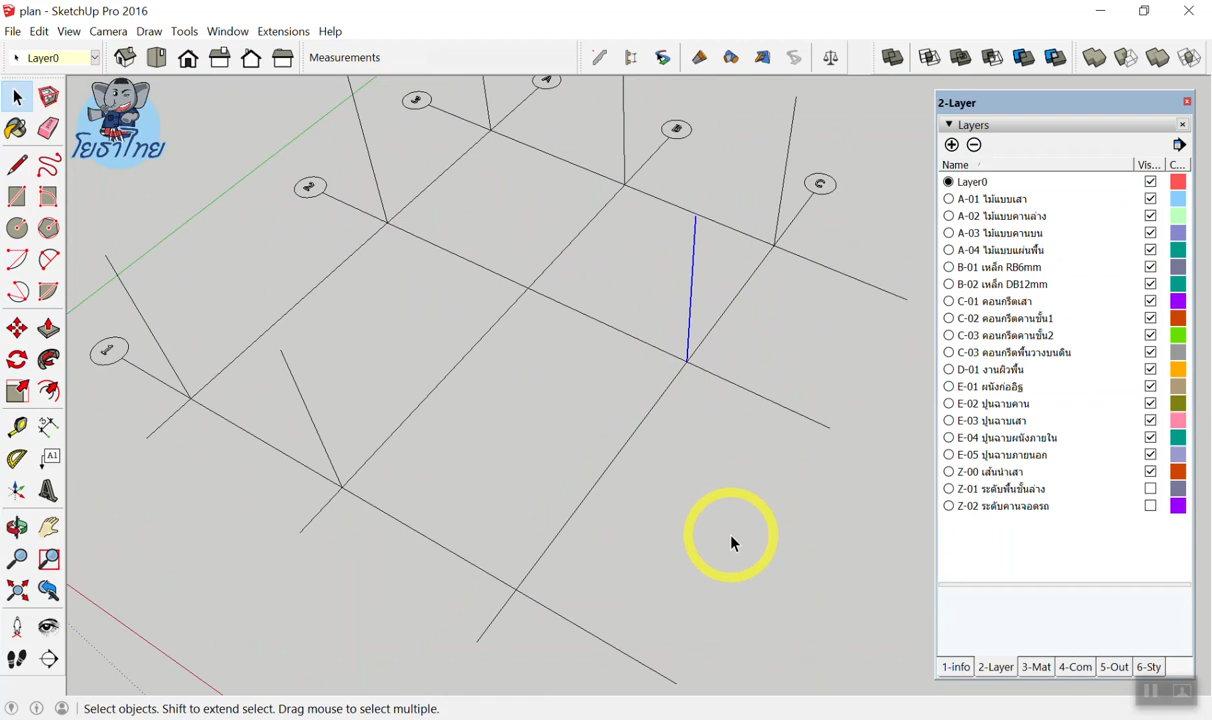 plan - SketchUp Pro 2016
File Edit View Camera Draw Tools Window Extensions Help
Layer0
Measurements
โยธาไทย
3
A
B
2
C
1
A1
2-Layer
Layers
Name Vis... C...
Layer0
A-01 ไม้แบบเสา
A-02 ไม้แบบคานล่าง
A-03 ไม้แบบคานบน
A-04 ไม้แบบแผ่นพื้น
B-01 เหล็ก RB6mm
B-02 เหล็ก DB12mm
C-01 คอนกรีตเสา
C-02 คอนกรีตคานชั้น1
C-03 คอนกรีตคานชั้น2
C-03 คอนกรีตพื้นวางบนดิน
D-01 งานผิวพื้น
E-01 ผนังก่ออิฐ
E-02 ปูนฉาบคาน
E-03 ปูนฉาบเสา
E-04 ปูนฉาบผนังภายใน
E-05 ปูนฉาบภายนอก
Z-00 เส้นนำเสา
Z-01 ระดับพื้นชั้นล่าง
Z-02 ระดับคานจอดรถ
1-info 2-Layer 3-Mat 4-Com 5-Out 6-Sty
Select objects. Shift to extend select. Drag mouse to select multiple.